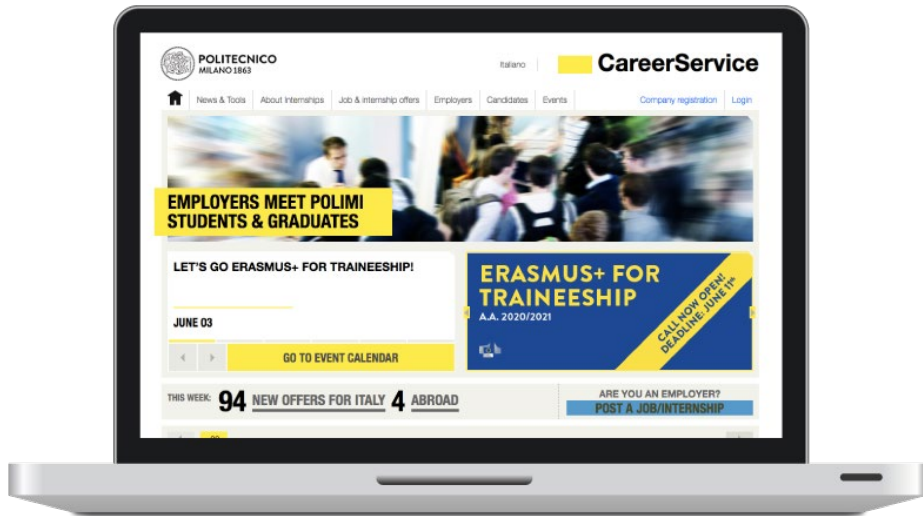 POLITECNICO
MILANO 1863
Italiano
CareerService
News & Tools
About Internships
Job & internship offers
Employers
Candidates
Events
Company registration
Login
EMPLOYERS MEET POLIMI
STUDENTS & GRADUATES
LET'S GO ERASMUS+ FOR TRAINEESHIP!
JUNE 03
GO TO EVENT CALENDAR
ERASMUS+ FOR
TRAINEESHIP
A.A. 2020/2021
CALL NOW OPEN!
DEADLINE: JUNE 11th
THIS WEEK: 94 NEW OFFERS FOR ITALY 4 ABROAD
ARE YOU AN EMPLOYER?
POST A JOB/INTERNSHIP